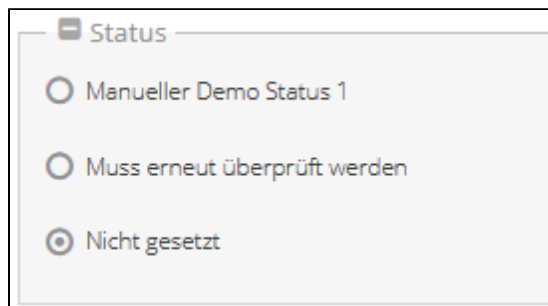 Status
Manueller Demo Status 1
Muss erneut überprüft werden
Nicht gesetzt